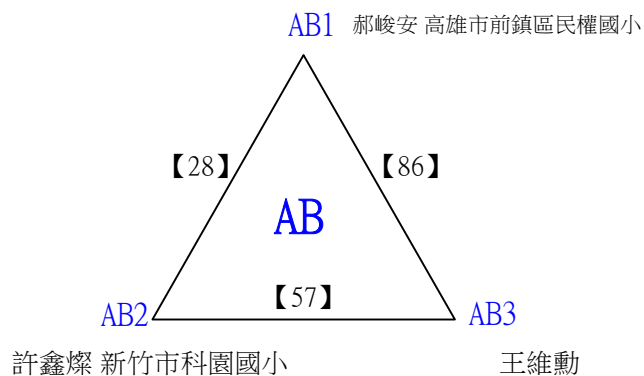 AB1 郝峻安 高雄市前鎮區民權國小
【28】 【86】
AB
【57】
AB2 AB3
許鑫燦 新竹市科園國小 王維勳